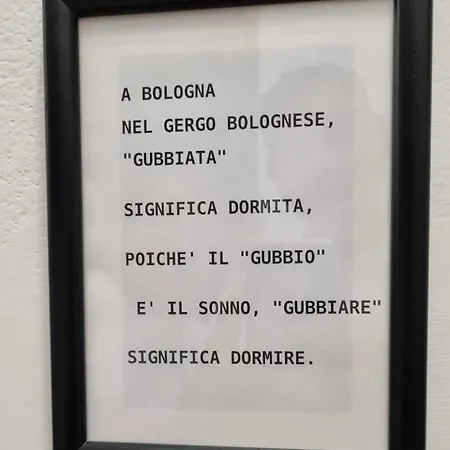 A BOLOGNA
NEL GERGO BOLOGNESE,
"GUBBIATA"
SIGNIFICA DORMITA,
POICHE' IL "GUBBIO"
E' IL SONNO, "GUBBIARE"
SIGNIFICA DORMIRE.